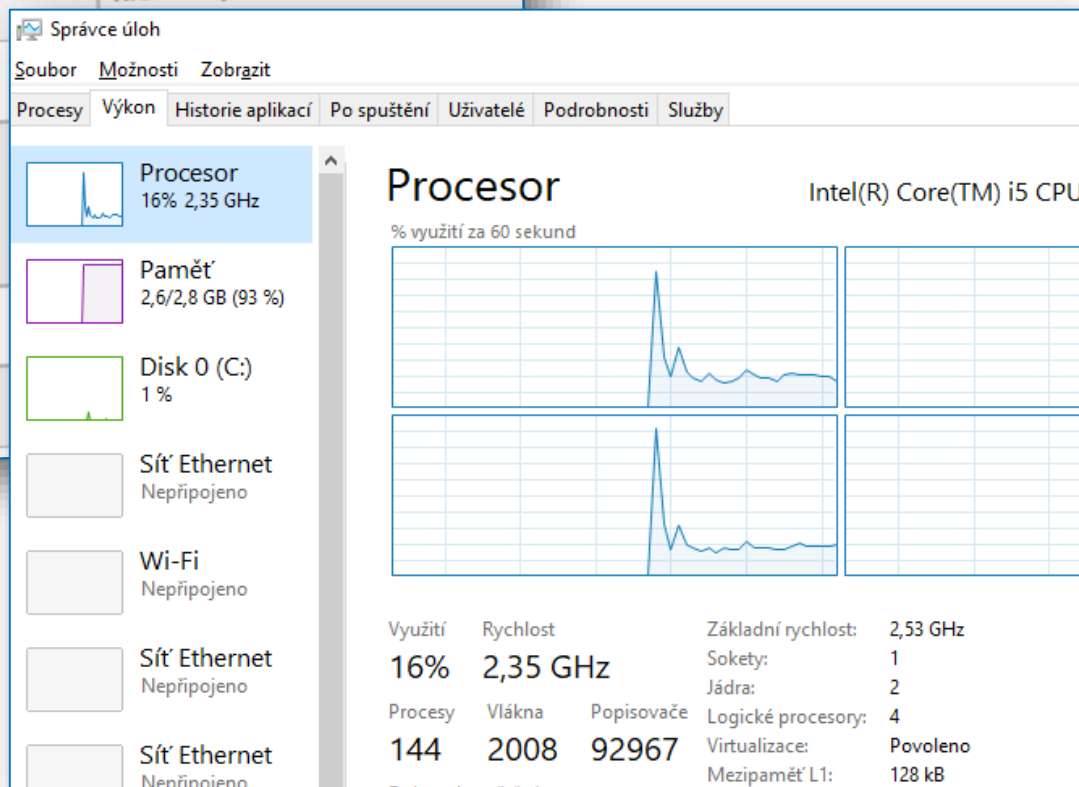 Správce úloh
Soubor Možnosti Zobrazit
Procesy Výkon Historie aplikací Po spuštění Uživatelé Podrobnosti Služby
Procesor
16% 2,35 GHz
Paměť
2,6/2,8 GB (93 %)
Disk 0 (C:)
1 %
Síť Ethernet
Nepřipojeno
Wi-Fi
Nepřipojeno
Síť Ethernet
Nepřipojeno
Síť Ethernet
Nepřipojeno
Procesor Intel(R) Core(TM) i5 CPU
% využití za 60 sekund
Využití Rychlost
16% 2,35 GHz
Procesy Vlákna Popisovače
144 2008 92967
Základní rychlost: 2,53 GHz
Sokety: 1
Jádra: 2
Logické procesory: 4
Virtualizace: Povoleno
Mezipaměť L1: 128 kB